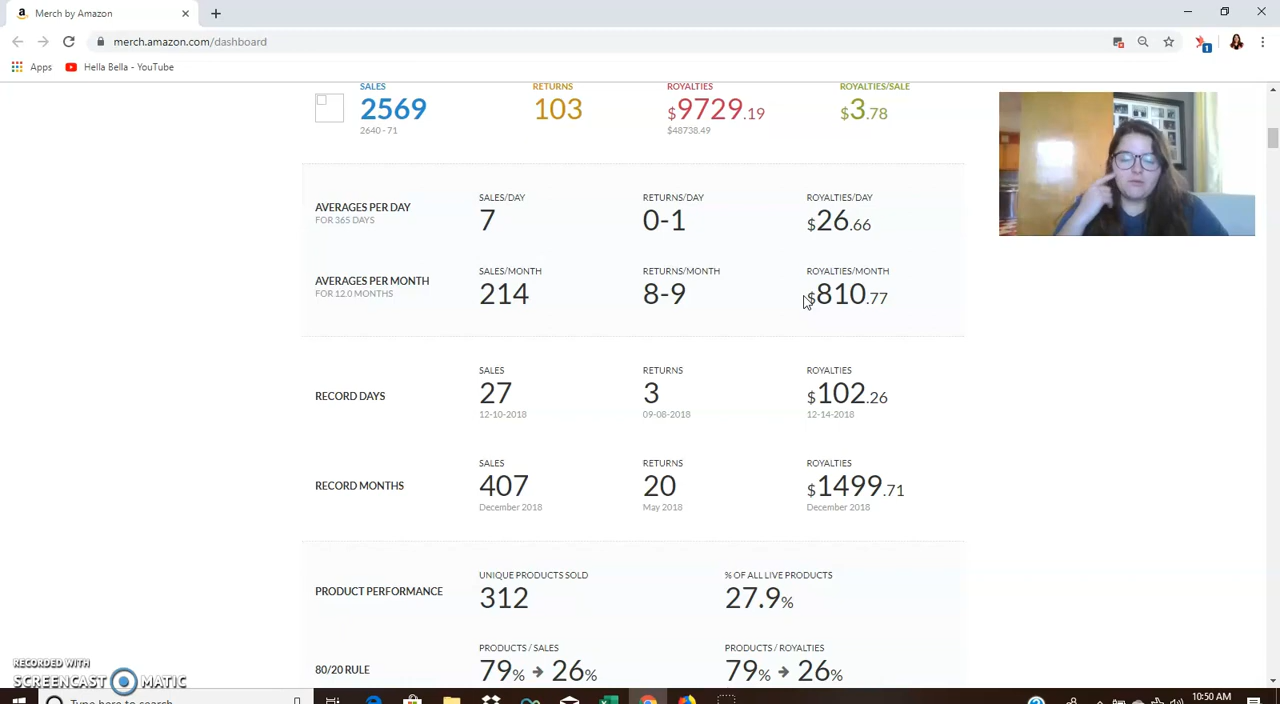 Merch by Amazon
merch.amazon.com/dashboard
1
Apps
Hella Bella - YouTube
SALES
RETURNS
ROYALTIES
ROYALTIES/SALE
2569
103
$9729.19
$3.78
2640 - 71
$48738.49
AVERAGES PER DAY
FOR 365 DAYS
SALES/DAY
7
RETURNS/DAY
0-1
ROYALTIES/DAY
$26.66
AVERAGES PER MONTH
FOR 12.0 MONTHS
SALES/MONTH
214
RETURNS/MONTH
8-9
ROYALTIES/MONTH
$810.77
RECORD DAYS
SALES
27
12-10-2018
RETURNS
3
09-08-2018
ROYALTIES
$102.26
12-14-2018
RECORD MONTHS
SALES
407
December 2018
RETURNS
20
May 2018
ROYALTIES
$1499.71
December 2018
PRODUCT PERFORMANCE
UNIQUE PRODUCTS SOLD
312
% OF ALL LIVE PRODUCTS
27.9%
80/20 RULE
PRODUCTS / SALES
79% → 26%
PRODUCTS / ROYALTIES
79% → 26%
RECORDED WITH
SCREENCAST MATIC
Type here to search
10:50 AM